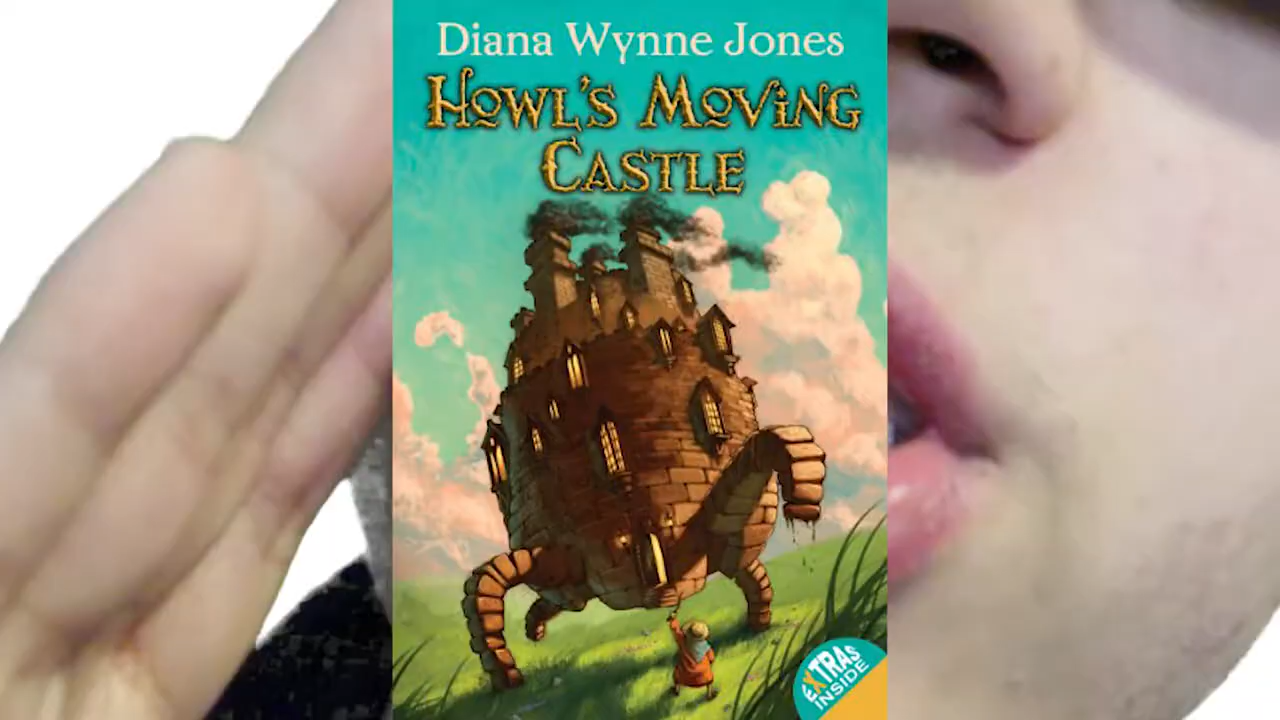 Diana Wynne Jones
HOWL'S MOVING
CASTLE
EXTRAS
INSIDE